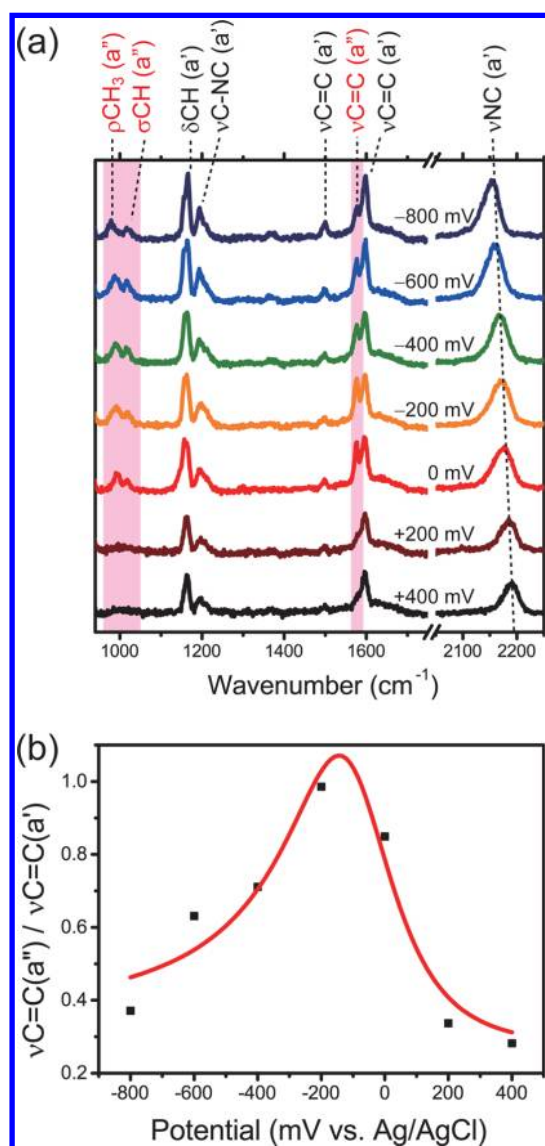 (a)
ρCH₃ (a")
σCH (a")
δCH (a')
νC-NC (a')
νC=C (a')
νC=C (a")
νC=C (a')
νNC (a')
−800 mV
−600 mV
−400 mV
−200 mV
0 mV
+200 mV
+400 mV
1000 1200 1400 1600 2100 2200
Wavenumber (cm⁻¹)
(b)
νC=C(a") / νC=C(a')
1.0
0.8
0.6
0.4
0.2
-800 -600 -400 -200 0 200 400
Potential (mV vs. Ag/AgCl)